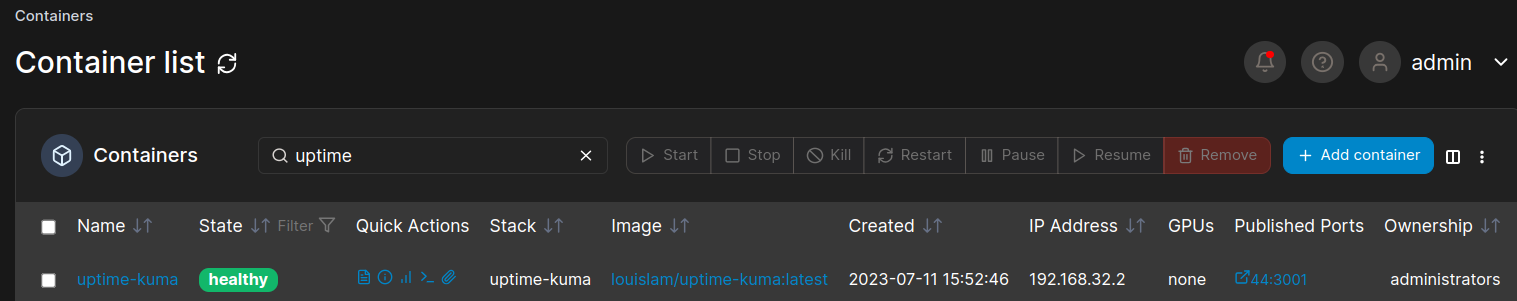 Containers
Container list
admin
Containers uptime Start Stop Kill Restart Pause Resume Remove Add container
Name State Filter Quick Actions Stack Image Created IP Address GPUs Published Ports Ownership
uptime-kuma healthy uptime-kuma louislam/uptime-kuma:latest 2023-07-11 15:52:46 192.168.32.2 none 44:3001 administrators